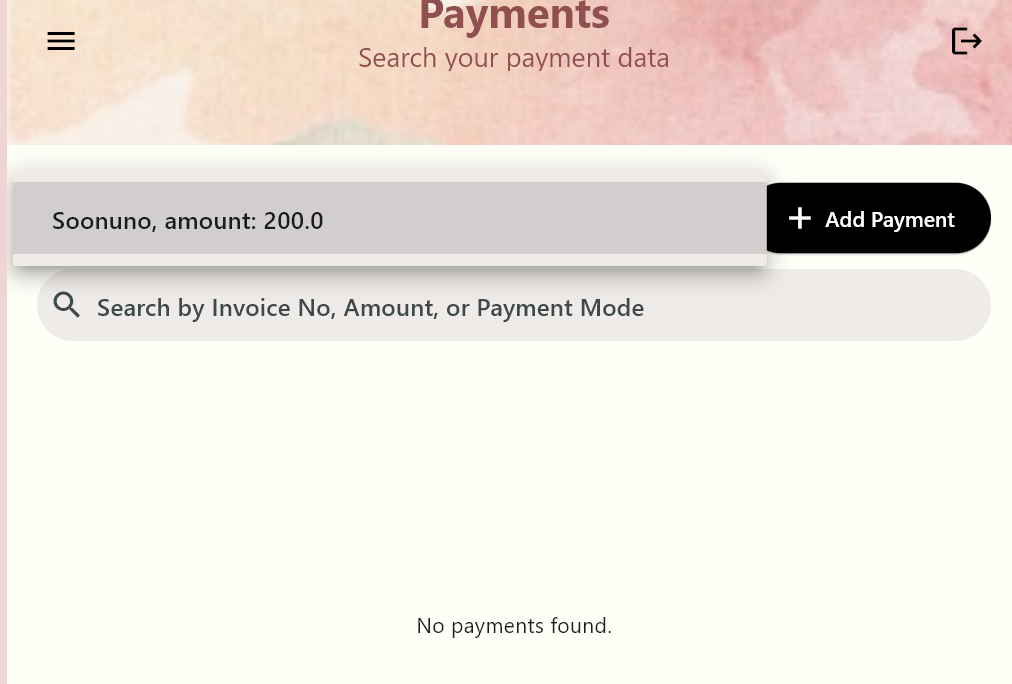 Payments
Search your payment data
Soonuno, amount: 200.0
Add Payment
Search by Invoice No, Amount, or Payment Mode
No payments found.